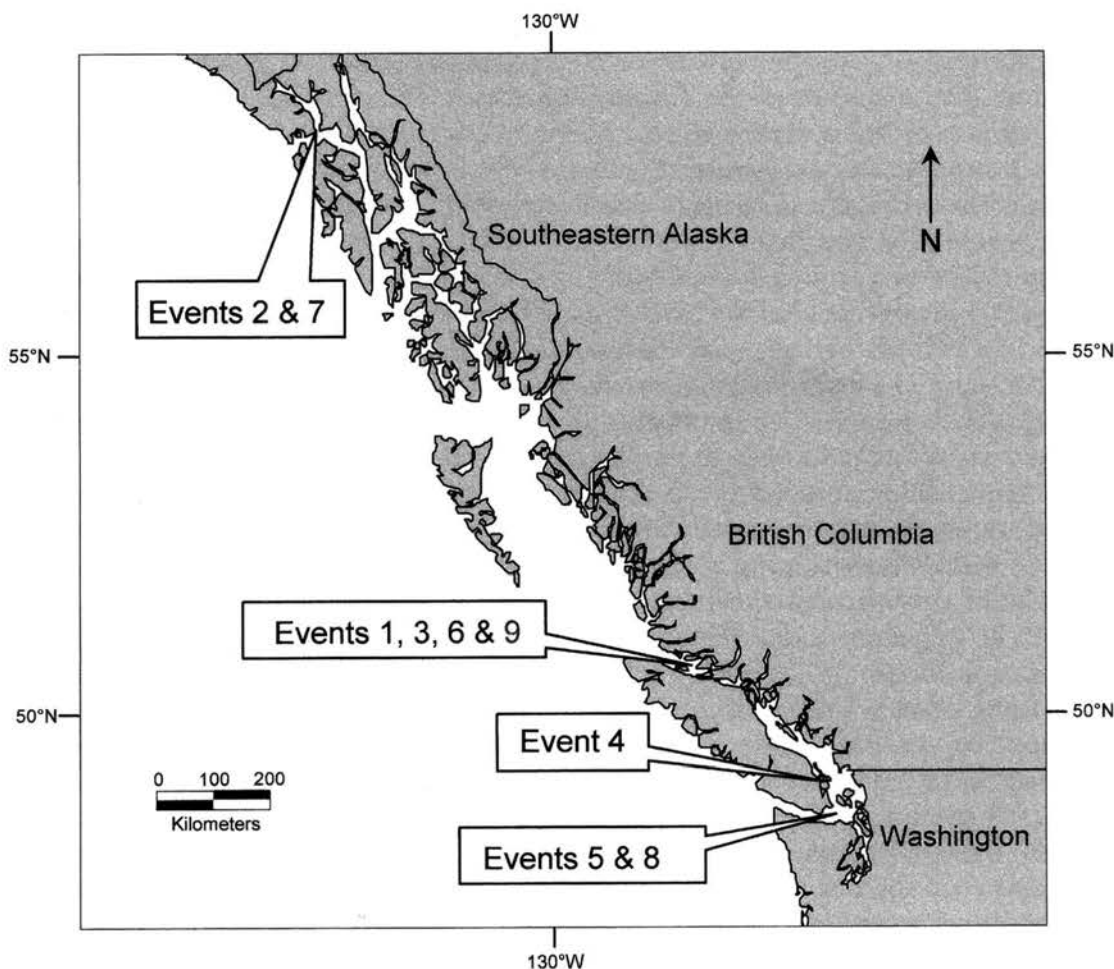 130°W
Southeastern Alaska
N
Events 2 & 7
55°N
55°N
British Columbia
Events 1, 3, 6 & 9
50°N
50°N
Event 4
0 100 200
Kilometers
Washington
Events 5 & 8
130°W